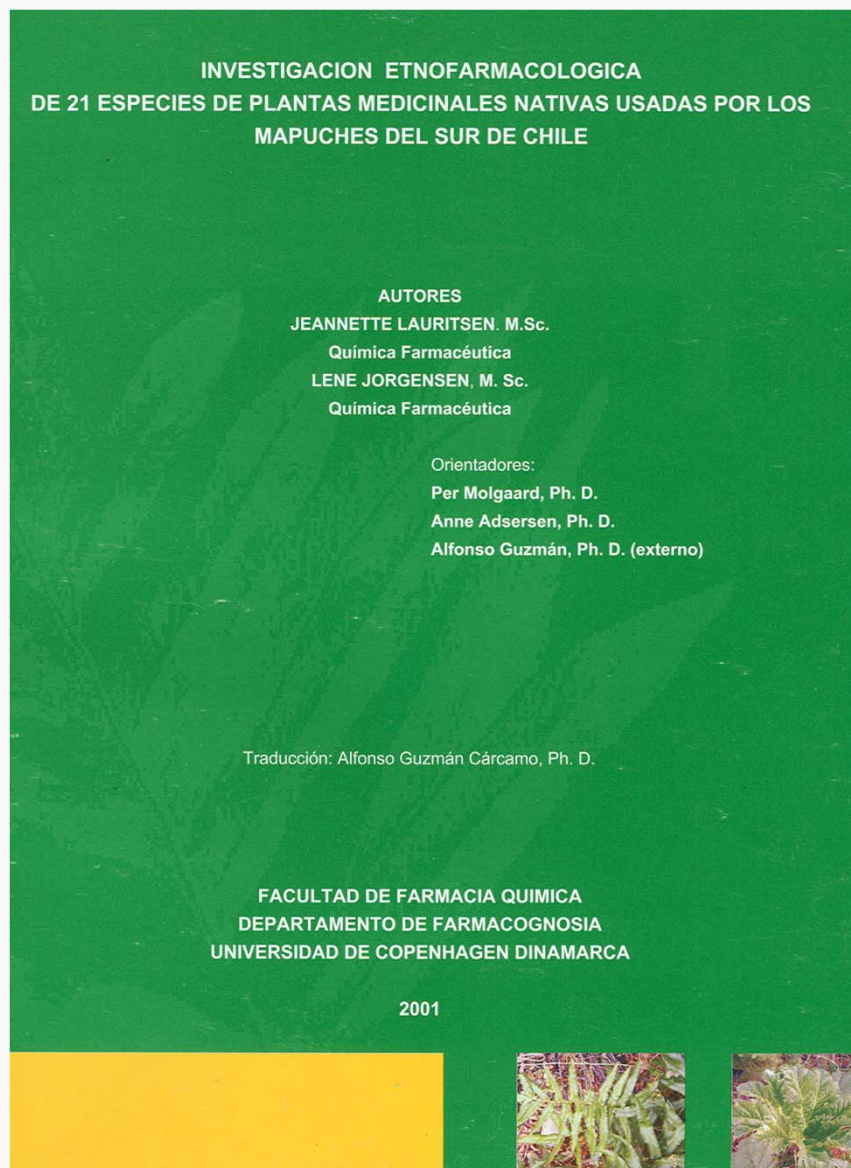 INVESTIGACION ETNOFARMACOLOGICA
DE 21 ESPECIES DE PLANTAS MEDICINALES NATIVAS USADAS POR LOS
MAPUCHES DEL SUR DE CHILE
AUTORES
JEANNETTE LAURITSEN. M.Sc.
Química Farmacéutica
LENE JORGENSEN, M. Sc.
Química Farmacéutica
Orientadores:
Per Molgaard, Ph. D.
Anne Adsersen, Ph. D.
Alfonso Guzmán, Ph. D. (externo)
Traducción: Alfonso Guzmán Cárcamo, Ph. D.
FACULTAD DE FARMACIA QUIMICA
DEPARTAMENTO DE FARMACOGNOSIA
UNIVERSIDAD DE COPENHAGEN DINAMARCA
2001